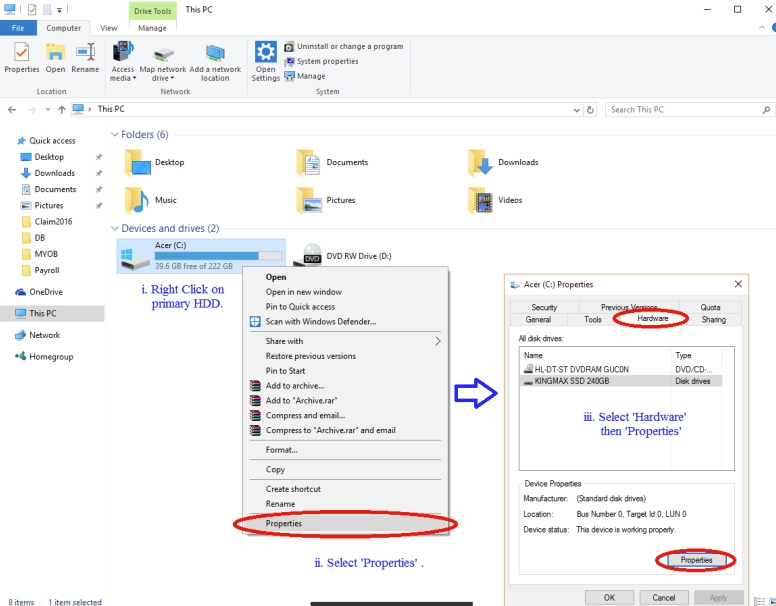 Drive Tools This PC
File Computer View Manage
Properties Open Rename
Access media Map network drive Add a network location
Open Settings
Uninstall or change a program
System properties
Manage
Location Network System
This PC
Search This PC
Quick access
Desktop
Downloads
Documents
Pictures
Claim2016
DB
MYOB
Payroll
OneDrive
This PC
Network
Homegroup
Folders (6)
Desktop Documents Downloads
Music Pictures Videos
Devices and drives (2)
Acer (C:)
39.6 GB free of 222 GB
DVD
DVD RW Drive (D:)
i. Right Click on
primary HDD.
Open
Open in new window
Pin to Quick access
Scan with Windows Defender...
Share with
Restore previous versions
Pin to Start
Add to archive...
Add to "Archive.rar"
Compress and email...
Compress to "Archive.rar" and email
Format...
Copy
Create shortcut
Rename
Properties
ii. Select 'Properties' .
Acer (C:) Properties
Security Previous Versions Quota
General Tools Hardware Sharing
All disk drives:
Name Type
HL-DT-ST DVDRAM GUC0N DVD/CD-...
KINGMAX SSD 240GB Disk drives
iii. Select 'Hardware'
then 'Properties'
Device Properties
Manufacturer: (Standard disk drives)
Location: Bus Number 0, Target Id 0, LUN 0
Device status: This device is working properly.
Properties
OK Cancel Apply
8 items 1 item selected